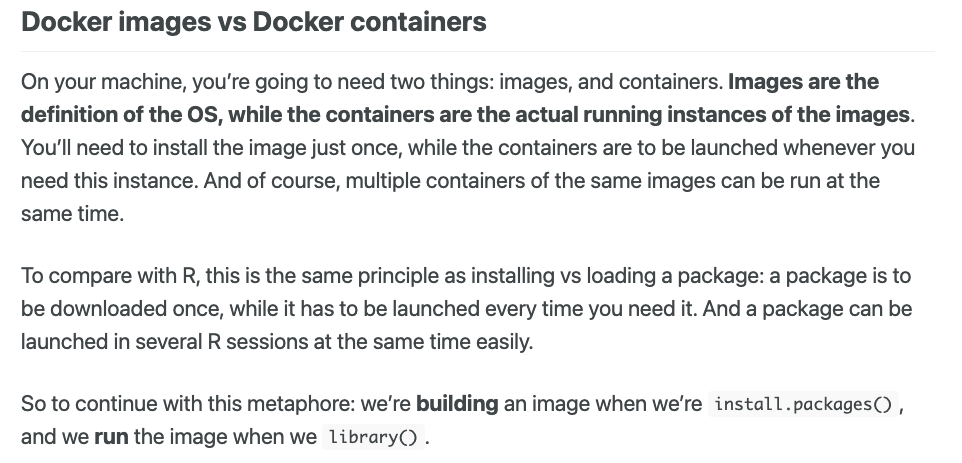 Docker images vs Docker containers
On your machine, you’re going to need two things: images, and containers. Images are the
definition of the OS, while the containers are the actual running instances of the images.
You’ll need to install the image just once, while the containers are to be launched whenever you
need this instance. And of course, multiple containers of the same images can be run at the
same time.
To compare with R, this is the same principle as installing vs loading a package: a package is to
be downloaded once, while it has to be launched every time you need it. And a package can be
launched in several R sessions at the same time easily.
So to continue with this metaphore: we’re building an image when we’re install.packages() ,
and we run the image when we library() .